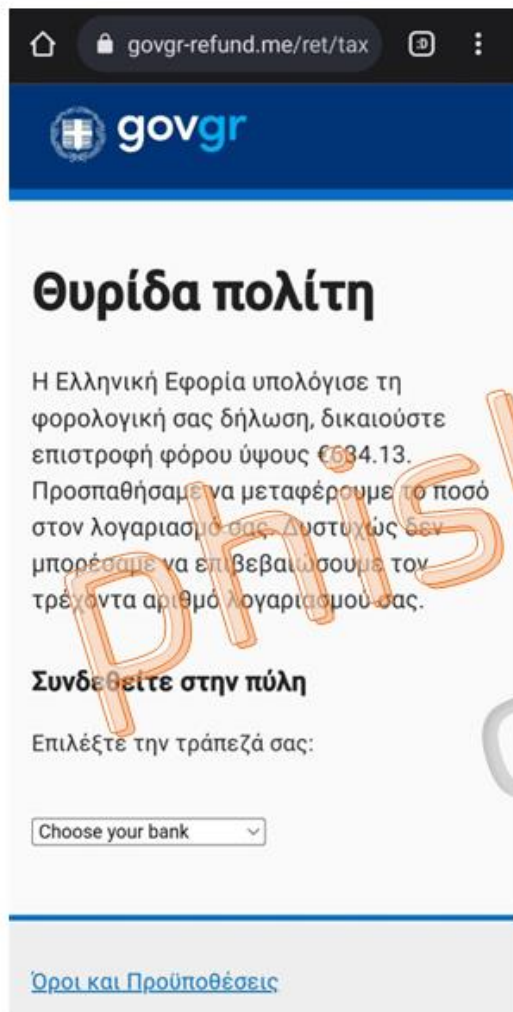 govgr-refund.me/ret/tax
:D
govgr
Θυρίδα πολίτη
Η Ελληνική Εφορία υπολόγισε τη
φορολογική σας δήλωση, δικαιούστε
επιστροφή φόρου ύψους €634.13.
Προσπαθήσαμε να μεταφέρουμε το ποσό
στον λογαριασμό σας. Δυστυχώς δεν
μπορέσαμε να επιβεβαιώσουμε τον
τρέχοντα αριθμό λογαριασμού σας.
phis
Συνδεθείτε στην πύλη
Επιλέξτε την τράπεζά σας:
Choose your bank
Όροι και Προϋποθέσεις